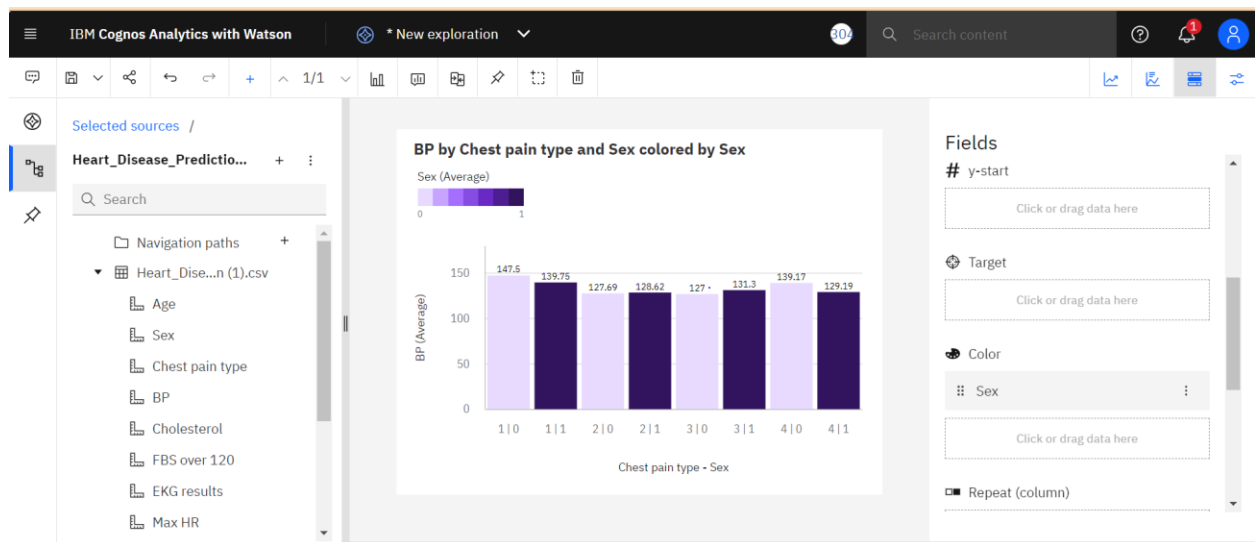 IBM Cognos Analytics with Watson
* New exploration
304
Search content
1
1/1
Selected sources /
Heart_Disease_Predictio...
Search
Navigation paths
Heart_Dise...n (1).csv
Age
Sex
Chest pain type
BP
Cholesterol
FBS over 120
EKG results
Max HR
BP by Chest pain type and Sex colored by Sex
Sex (Average)
0 1
BP (Average)
150
100
50
0
147.5 139.75 127.69 128.62 127 131.3 139.17 129.19
1|0 1|1 2|0 2|1 3|0 3|1 4|0 4|1
Chest pain type - Sex
Fields
# y-start
Click or drag data here
Target
Click or drag data here
Color
Sex
Click or drag data here
Repeat (column)